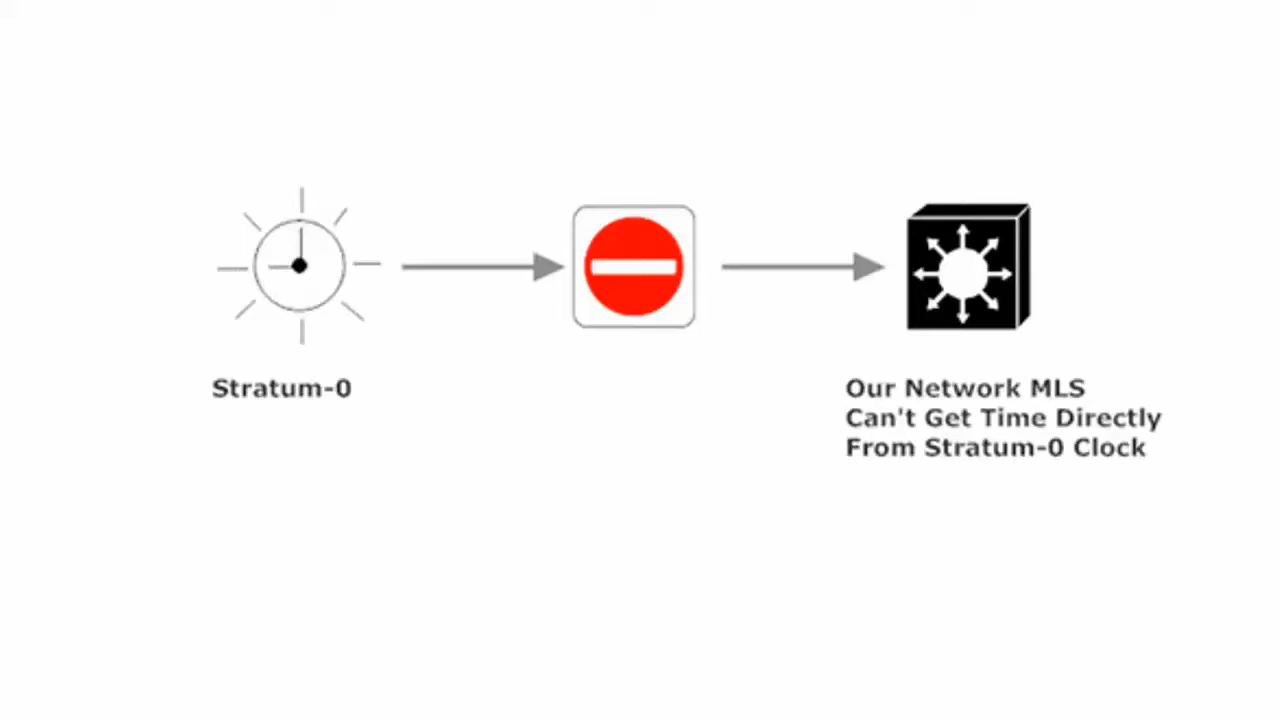 Stratum-0
Our Network MLS
Can't Get Time Directly
From Stratum-0 Clock